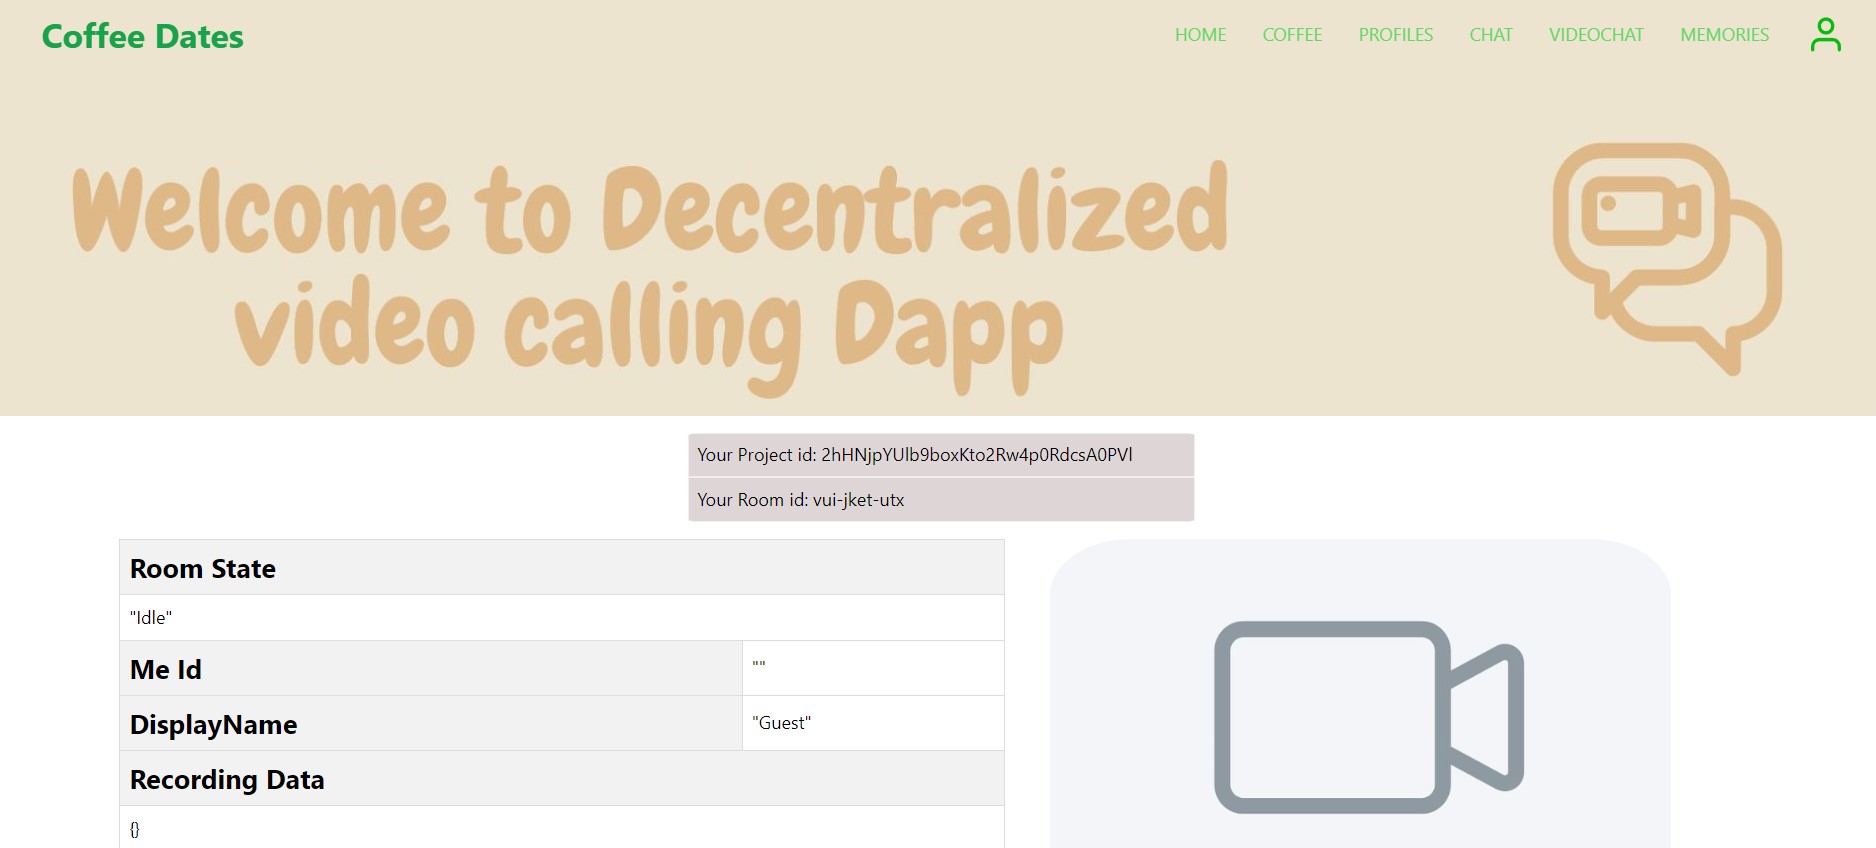 Coffee Dates
HOME COFFEE PROFILES CHAT VIDEOCHAT MEMORIES
Welcome to Decentralized
video calling Dapp
Your Project id: 2hHNjpYUlb9boxKto2Rw4p0RdcsA0PVl
Your Room id: vui-jket-utx
Room State
"Idle"
Me Id ""
DisplayName "Guest"
Recording Data
{}